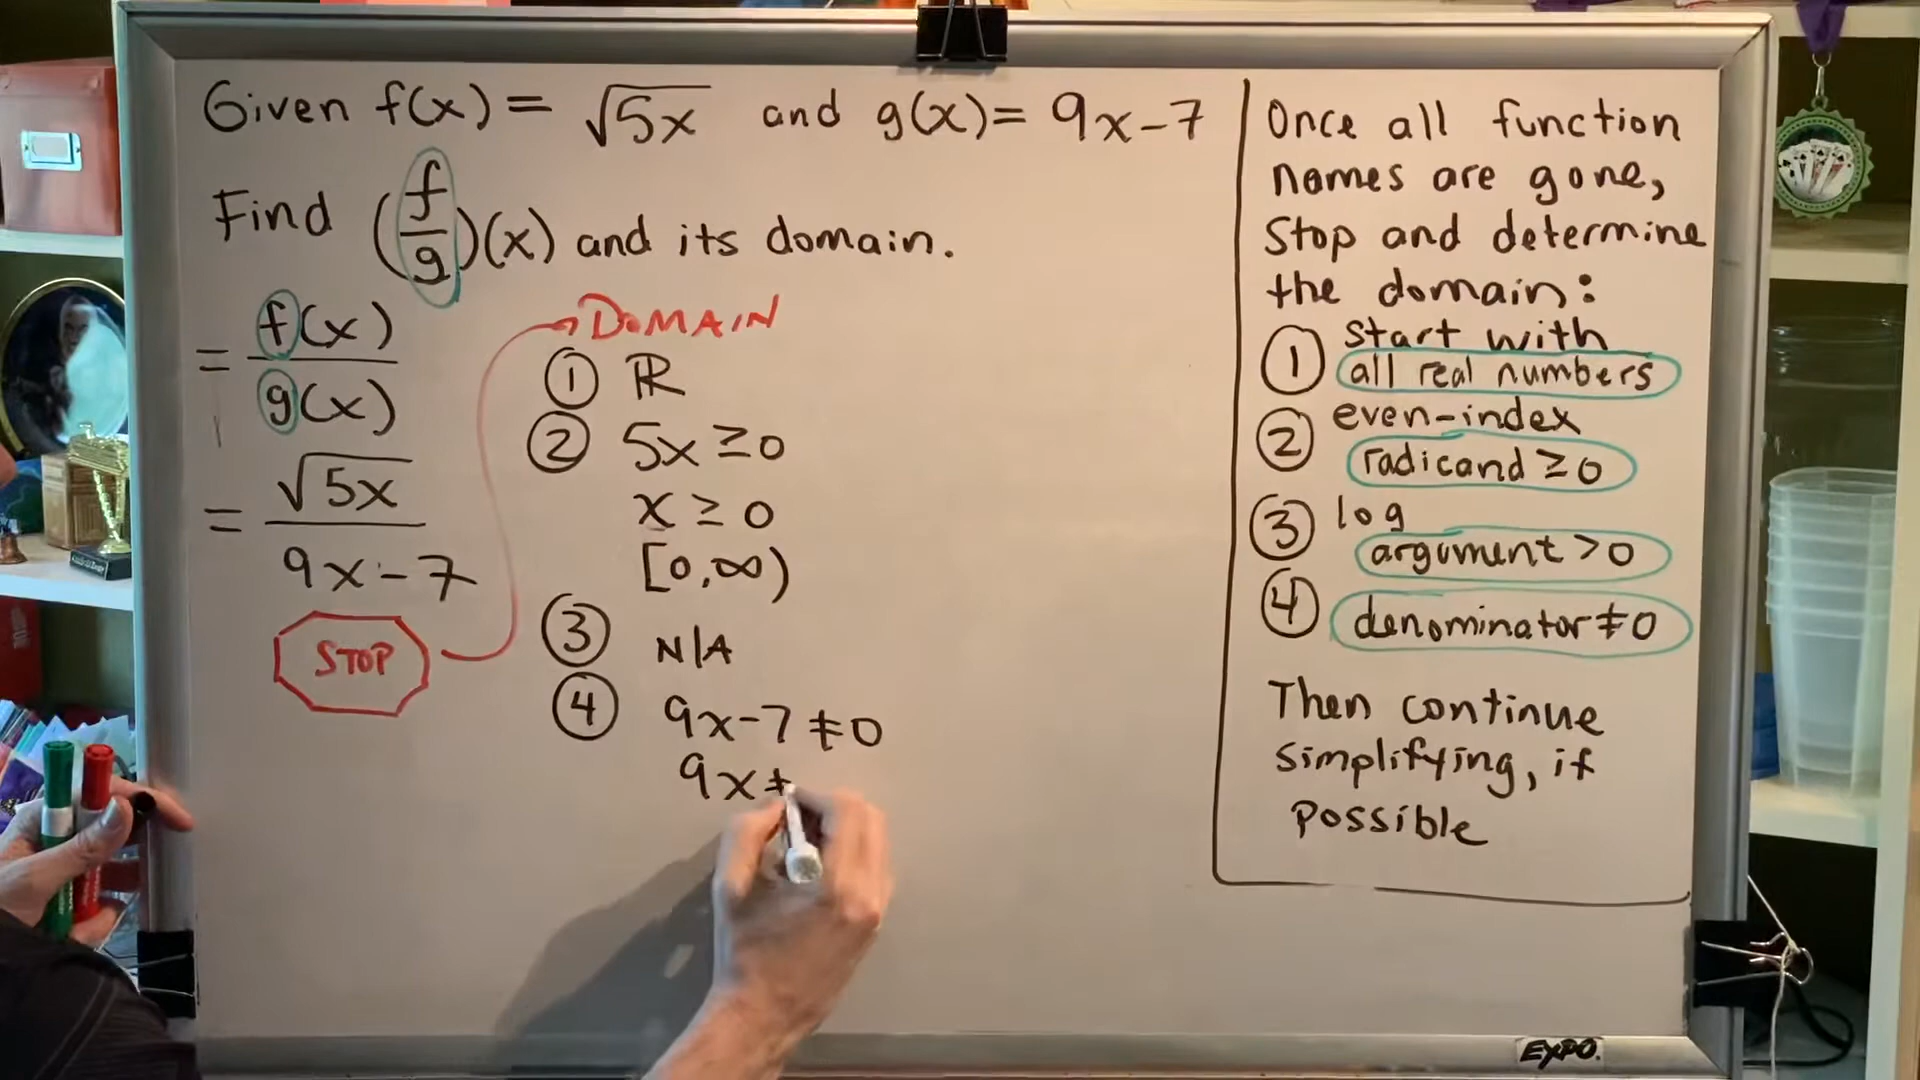 Given f(x) = √5x and g(x) = 9x-7
Find (f/g)(x) and its domain.
= f(x)/g(x)
= √5x/9x-7
STOP
DOMAIN
① ℝ
② 5x ≥ 0
x ≥ 0
[0,∞)
③ N/A
④ 9x-7 ≠ 0
9x ≠
Once all function
names are gone,
Stop and determine
the domain:
① start with
all real numbers
② even-index
radicand ≥ 0
③ log
argument > 0
④ denominator ≠ 0
Then continue
simplifying, if
possible
EXPO.